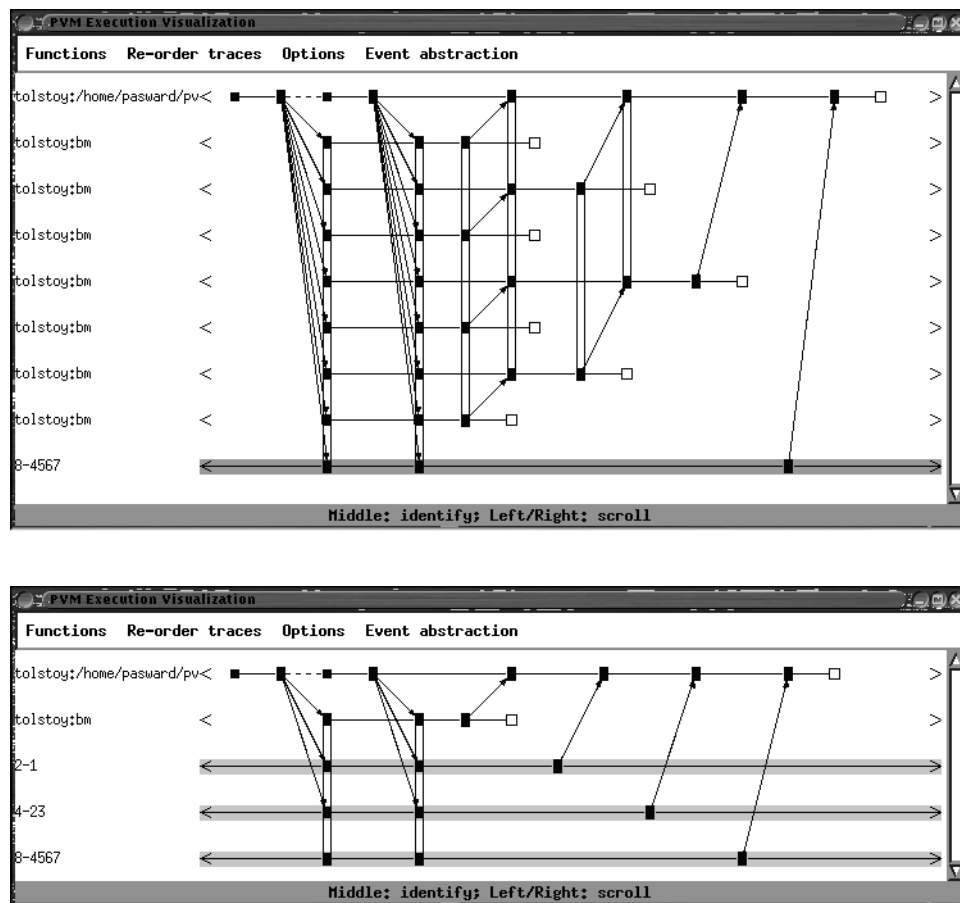 PVM Execution Visualization
Functions Re-order traces Options Event abstraction
tolstoy:/home/pasward/pv<
tolstoy:bm <
tolstoy:bm <
tolstoy:bm <
tolstoy:bm <
tolstoy:bm <
tolstoy:bm <
tolstoy:bm <
8-4567
Middle: identify; Left/Right: scroll
PVM Execution Visualization
Functions Re-order traces Options Event abstraction
tolstoy:/home/pasward/pv<
tolstoy:bm <
2-1
4-23
8-4567
Middle: identify; Left/Right: scroll